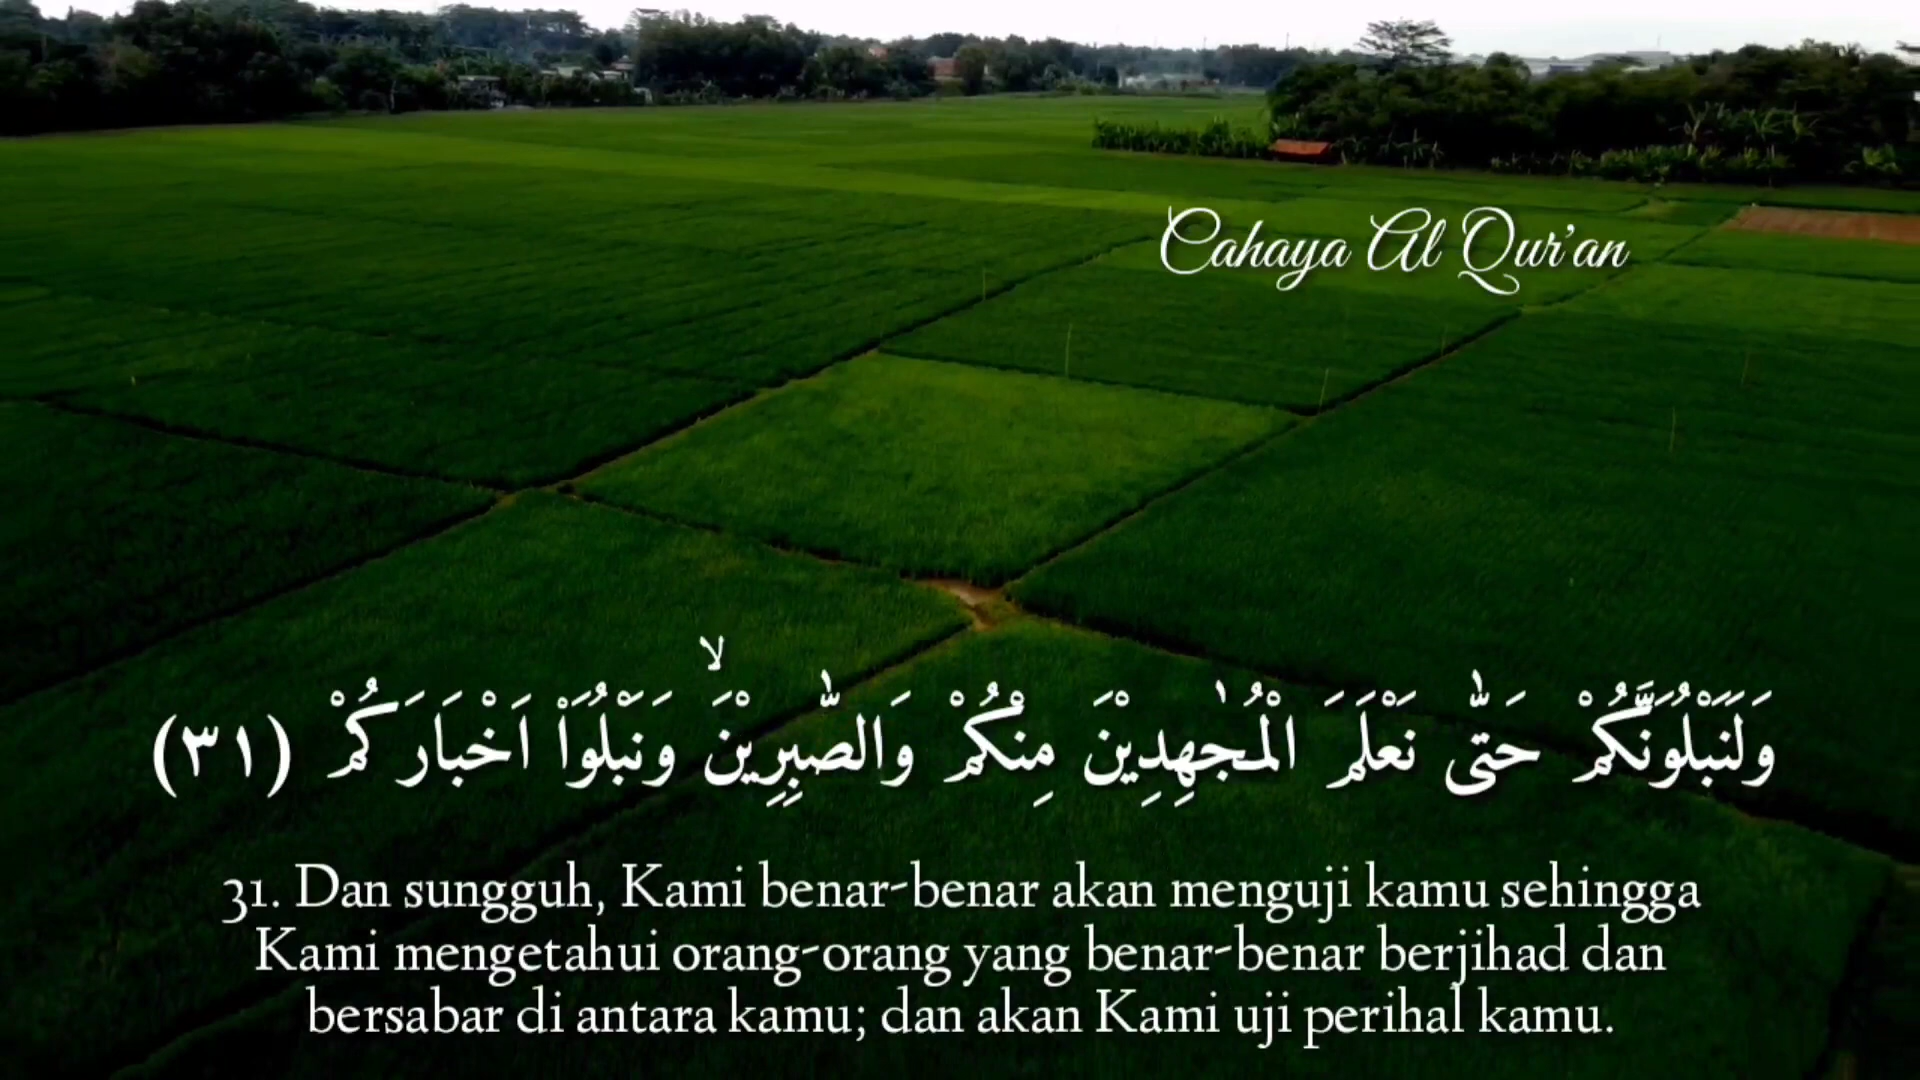 Cahaya Al Qur'an
وَلَنَبْلُوَنَّكُمْ حَتّٰى نَعْلَمَ الْمُجٰهِدِيْنَ مِنْكُمْ وَالصّٰبِرِيْنَۙ وَنَبْلُوَا۟ اَخْبَارَكُمْ (٣١)
31. Dan sungguh, Kami benar-benar akan menguji kamu sehingga
Kami mengetahui orang-orang yang benar-benar berjihad dan
bersabar di antara kamu; dan akan Kami uji perihal kamu.